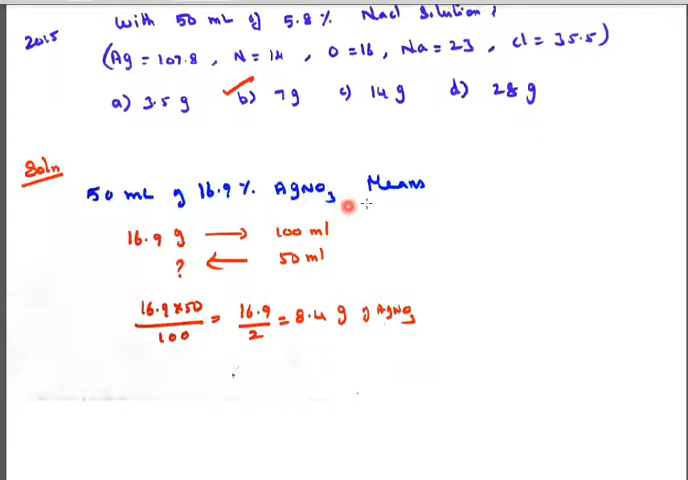 with 50 mL of 5.8 % Nacl Solution ?
2015
(Ag = 107.8 , N = 14 , O = 16 , Na = 23 , cl = 35.5)
a) 3.5 g b) 7 g c) 14 g d) 28 g
Soln
50 mL g 16.9 % AgNO3 Means
16.9 g → 100 ml
? ← 50 ml
16.9 x 50 / 100 = 16.9 / 2 = 8.4 g g AgNO3